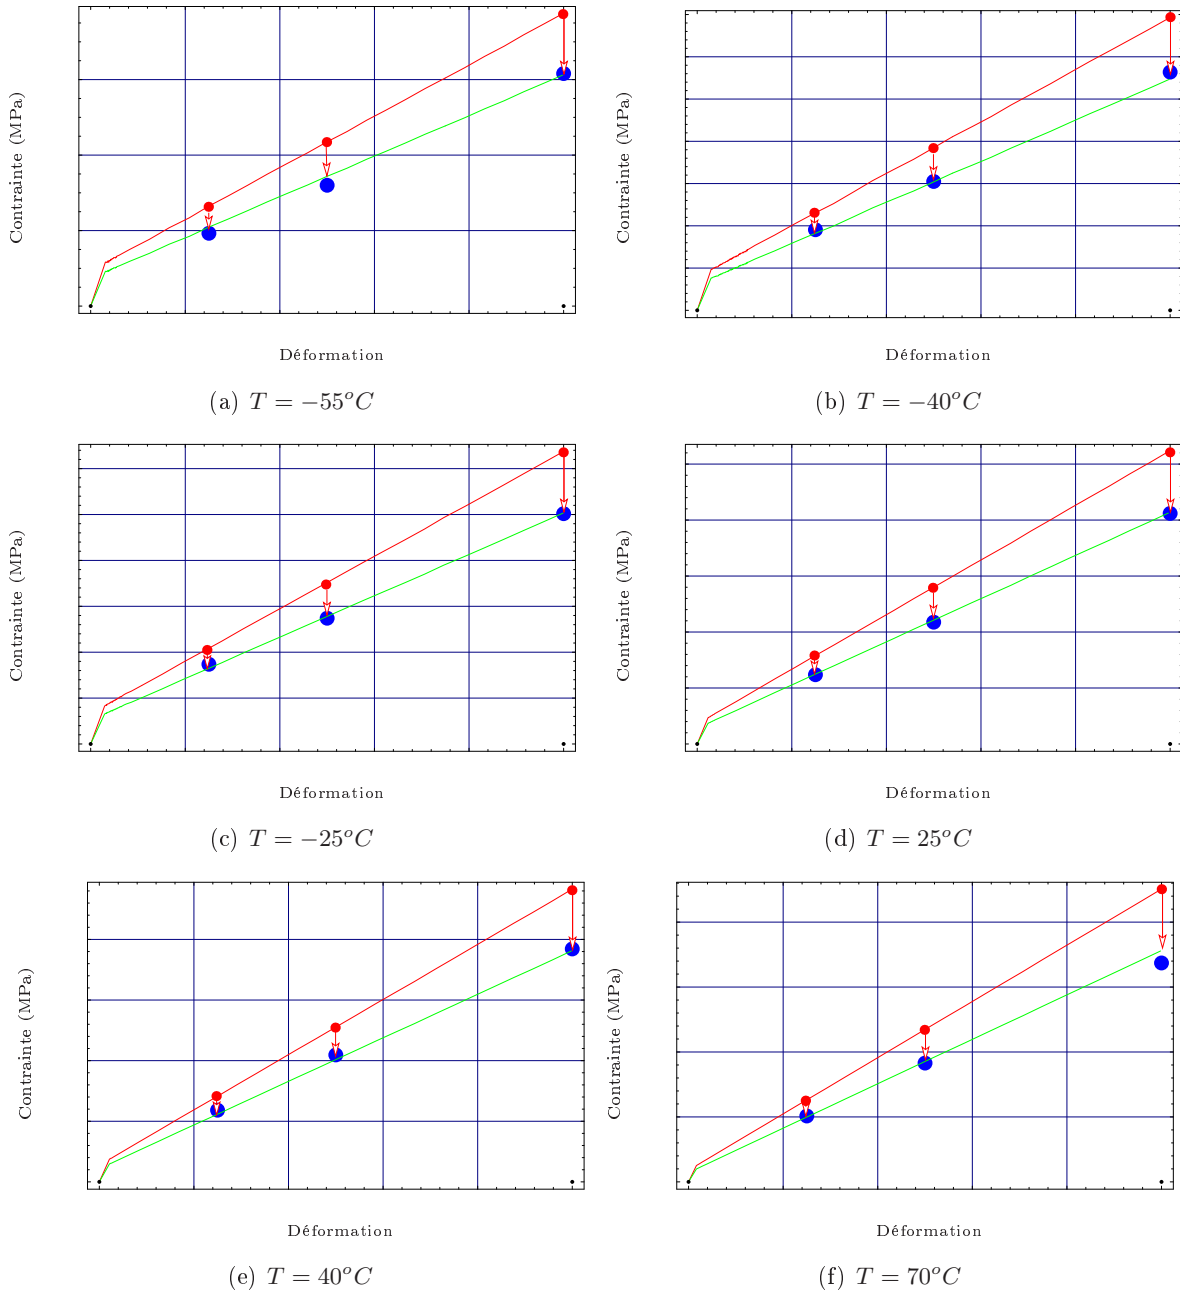 Contrainte (MPa)
Contrainte (MPa)
Déformation
Déformation
(a) T = −55°C
(b) T = −40°C
Contrainte (MPa)
Contrainte (MPa)
Déformation
Déformation
(c) T = −25°C
(d) T = 25°C
Contrainte (MPa)
Contrainte (MPa)
Déformation
Déformation
(e) T = 40°C
(f) T = 70°C